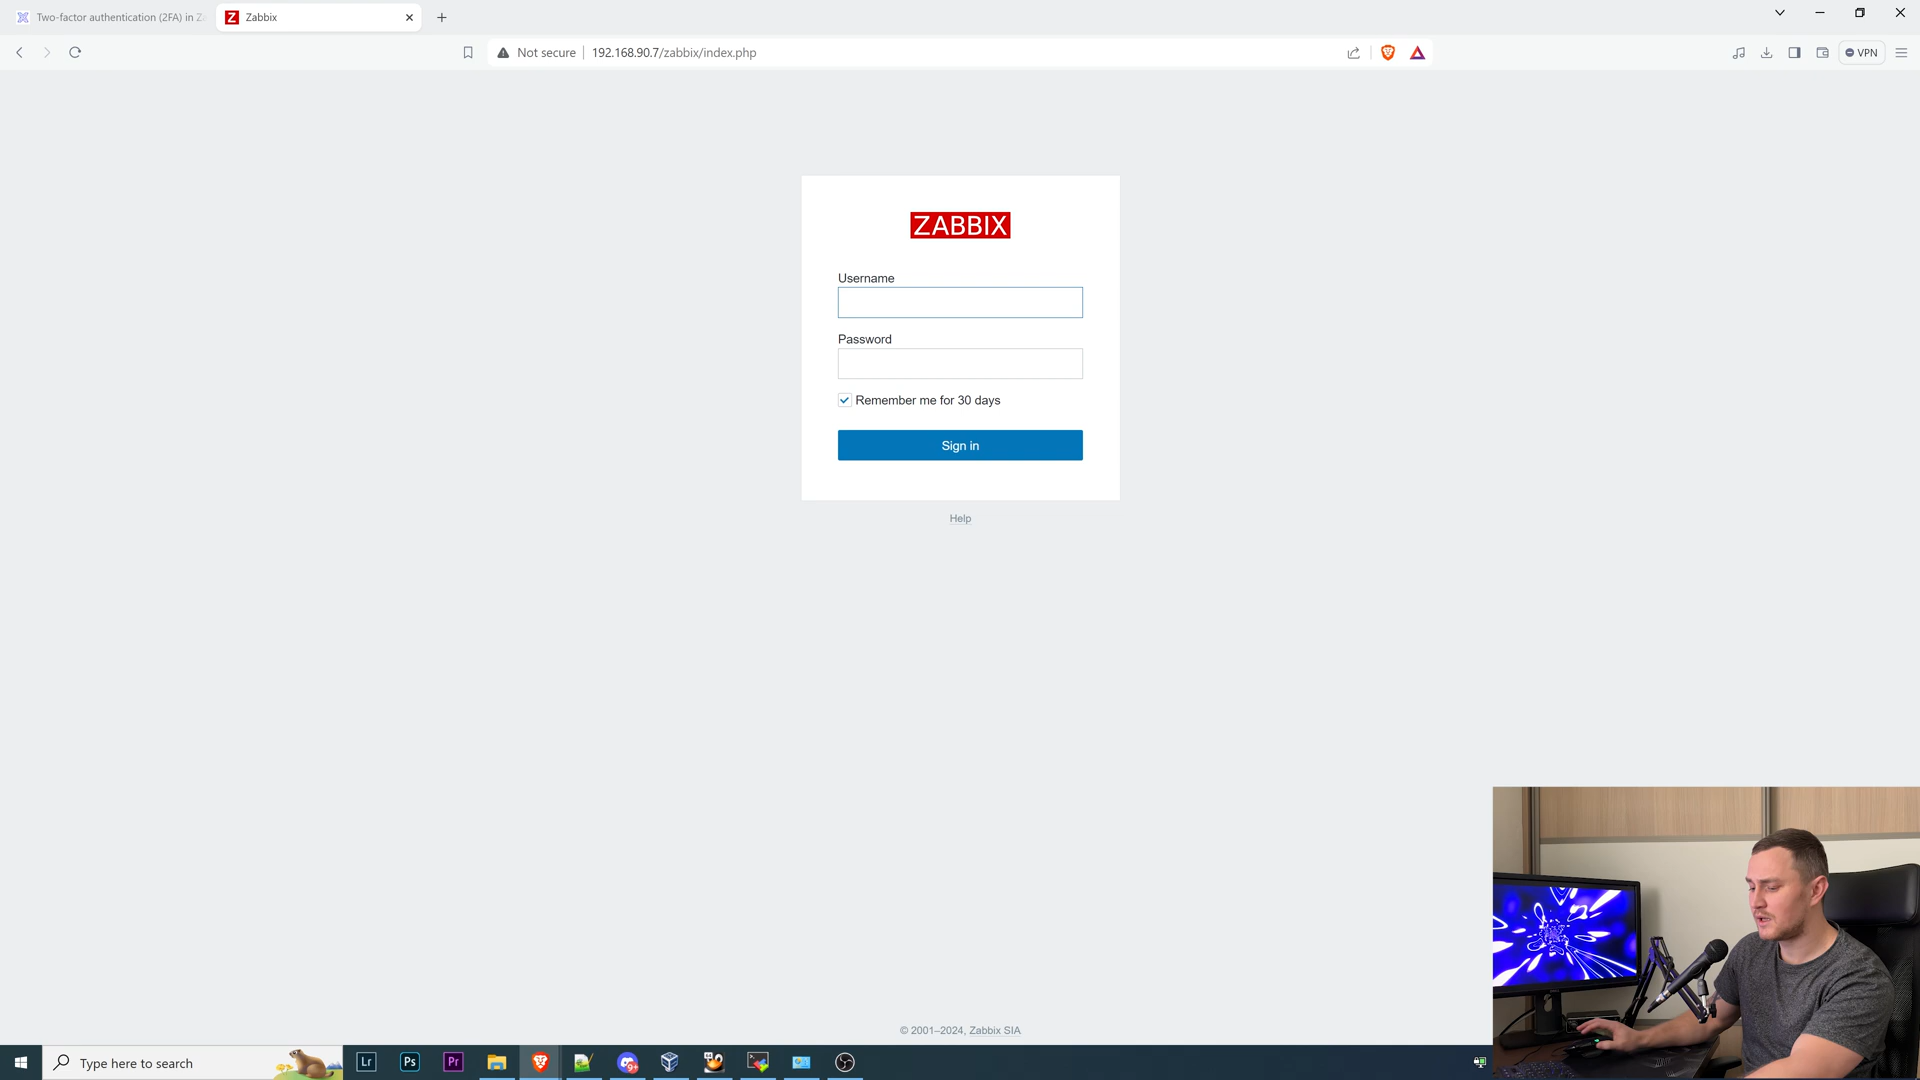 Two-factor authentication (2FA) in Z
Zabbix
Not secure
192.168.90.7/zabbix/index.php
VPN
ZABBIX
Username
Password
Remember me for 30 days
Sign in
Help
© 2001–2024, Zabbix SIA
Type here to search
Lr
Ps
Pr